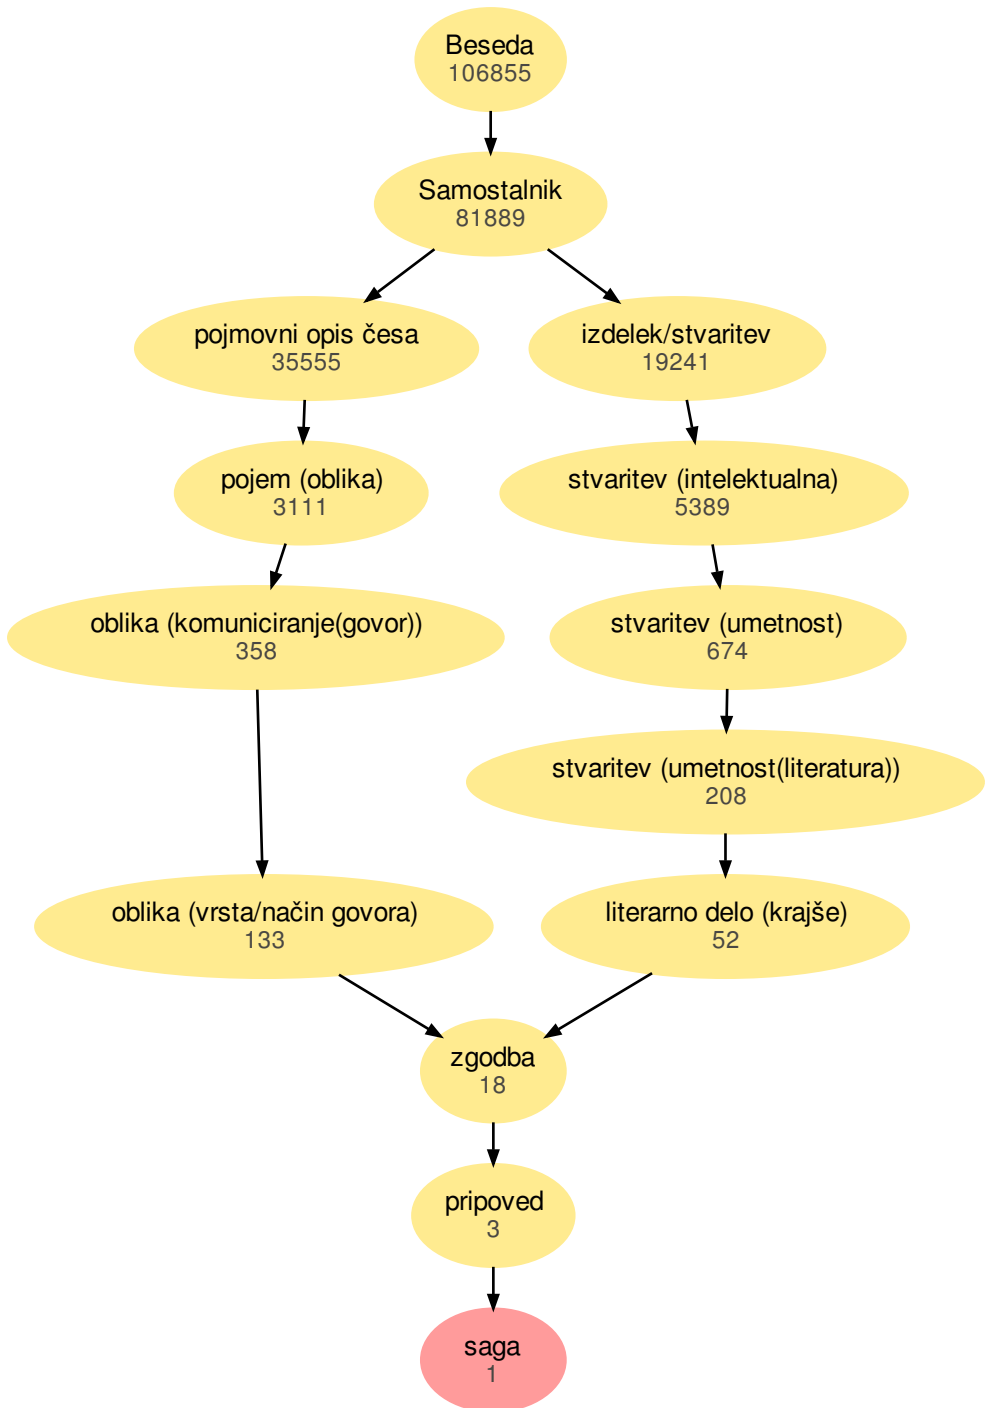 Beseda
106855
Samostalnik
81889
pojmovni opis česa
35555
izdelek/stvaritev
19241
pojem (oblika)
3111
stvaritev (intelektualna)
5389
oblika (komuniciranje(govor))
358
stvaritev (umetnost)
674
stvaritev (umetnost(literatura))
208
oblika (vrsta/način govora)
133
literarno delo (krajše)
52
zgodba
18
pripoved
3
saga
1